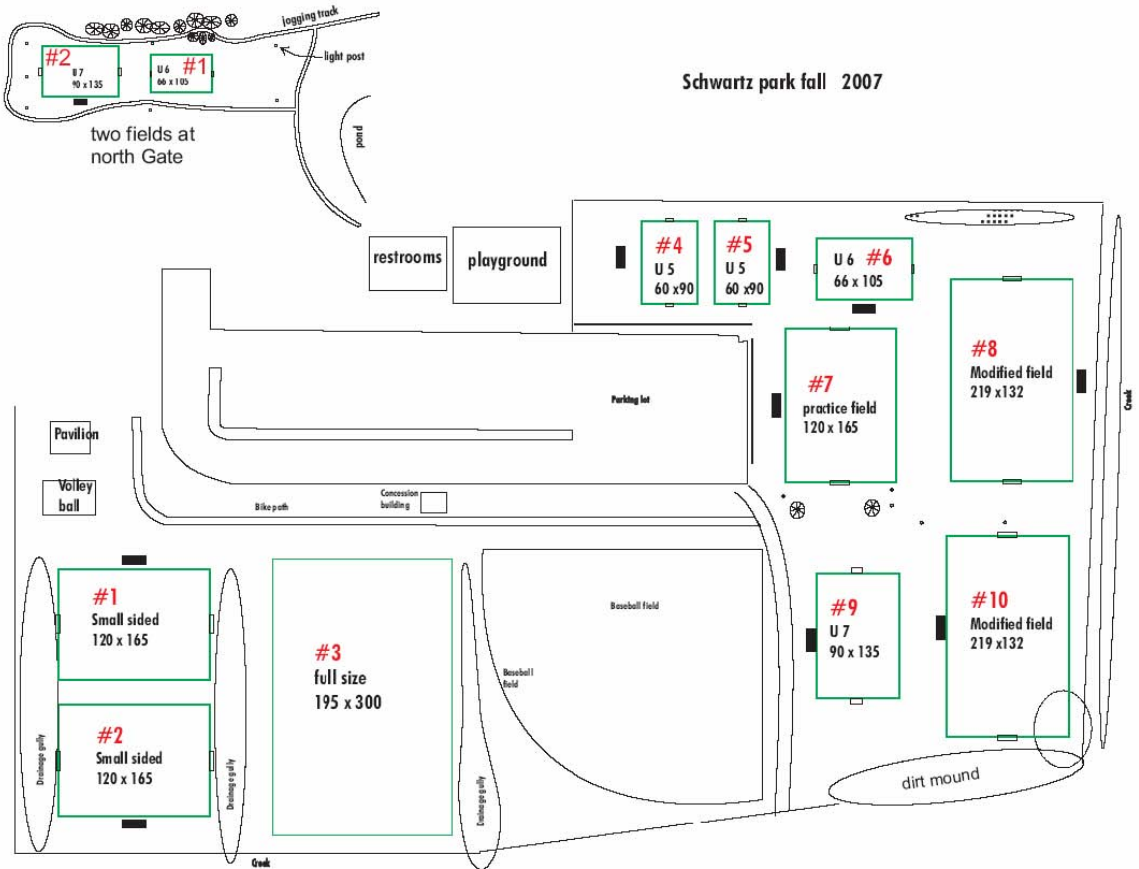 jogging track
light post
#2
U 7
90 x 135
U 6 #1
66 x 105
two fields at
north Gate
pond
Schwartz park fall 2007
restrooms
playground
#4
U 5
60 x90
#5
U 5
60 x90
U 6 #6
66 x 105
#7
practice field
120 x 165
#8
Modified field
219 x132
Creek
Parking lot
Pavilion
Volley
ball
Bike path
Concession
building
#1
Small sided
120 x 165
#2
Small sided
120 x 165
Drainage gully
Drainage gully
#3
full size
195 x 300
Drainage gully
Baseball field
Baseball
field
#9
U 7
90 x 135
#10
Modified field
219 x132
dirt mound
Creek